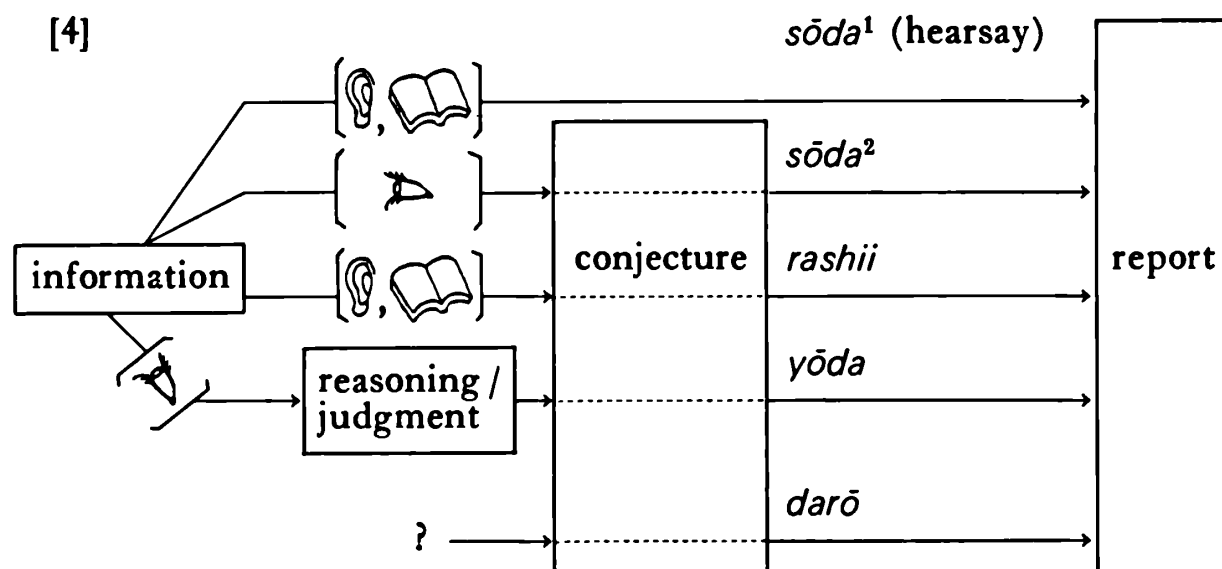 [4]
sōda¹ (hearsay)
sōda²
information
conjecture
rashii
report
reasoning /
judgment
yōda
darō
?
,
,